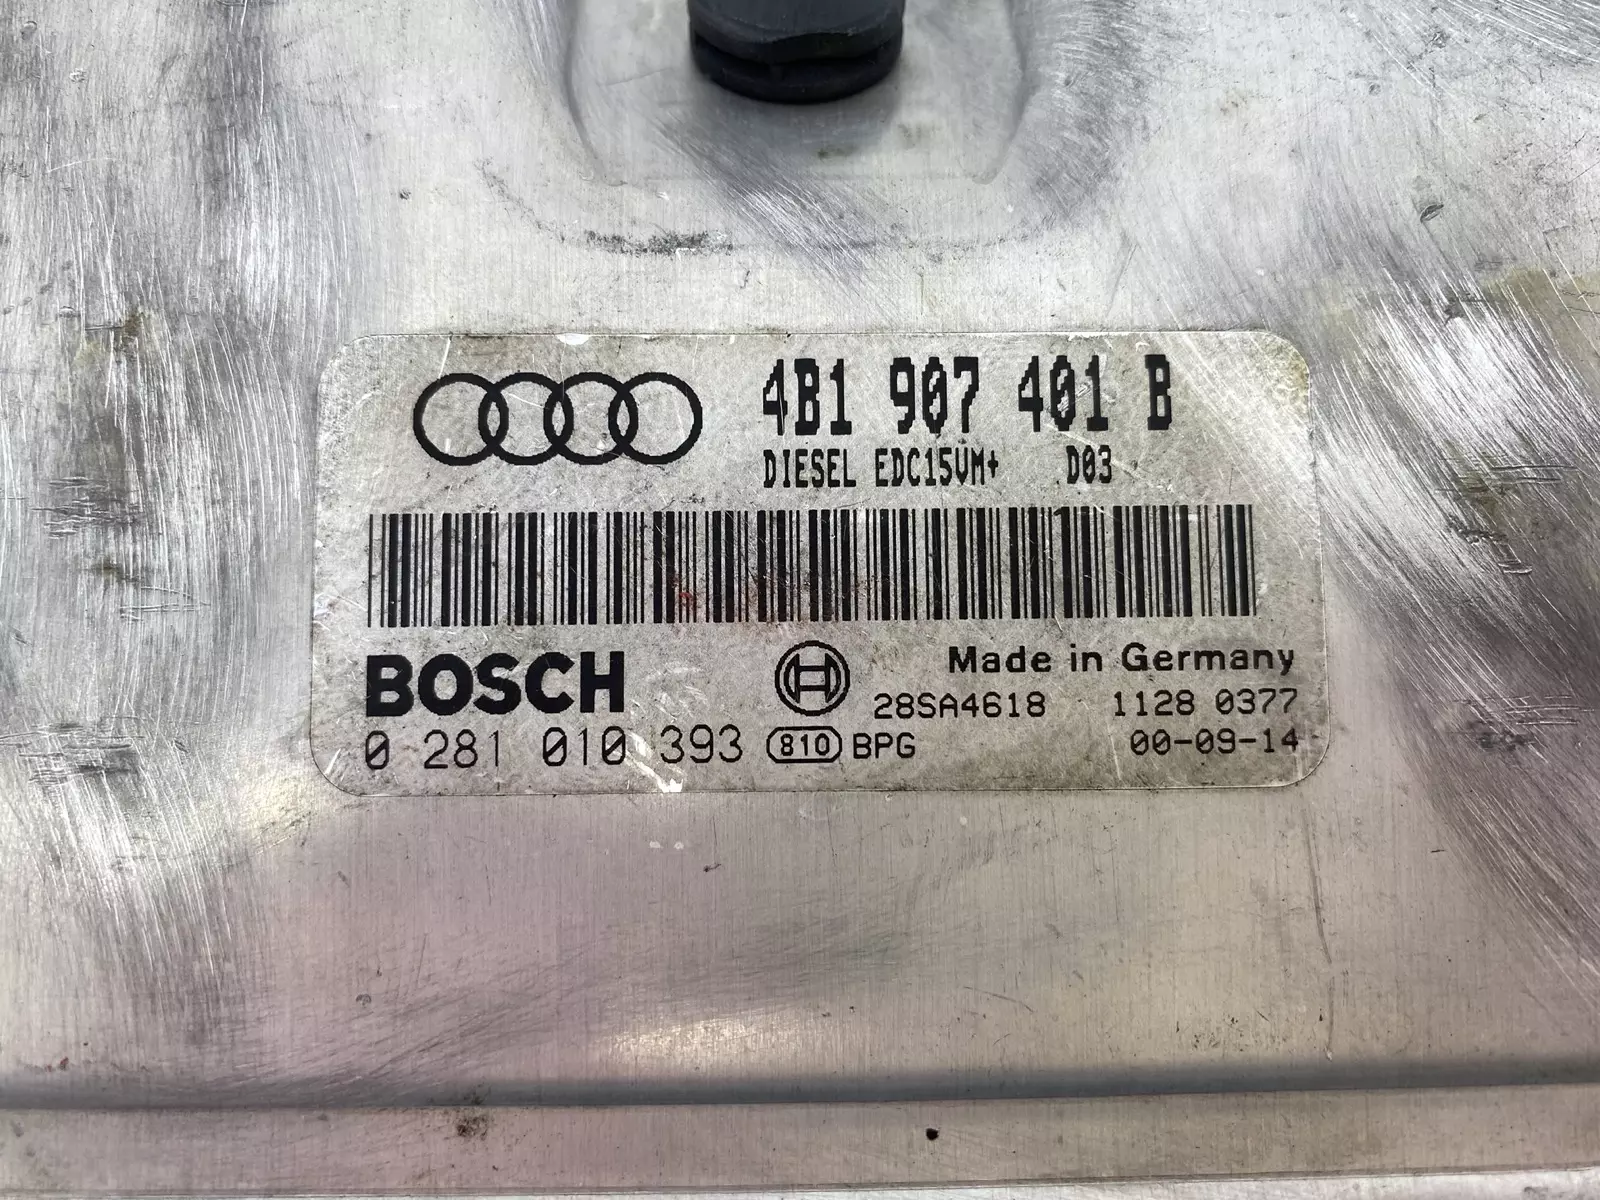 4B1 907 401 B
DIESEL EDC15VM+ D03
BOSCH
Made in Germany
28SA4618 1128 0377
0 281 010 393 810 BPG 00-09-14